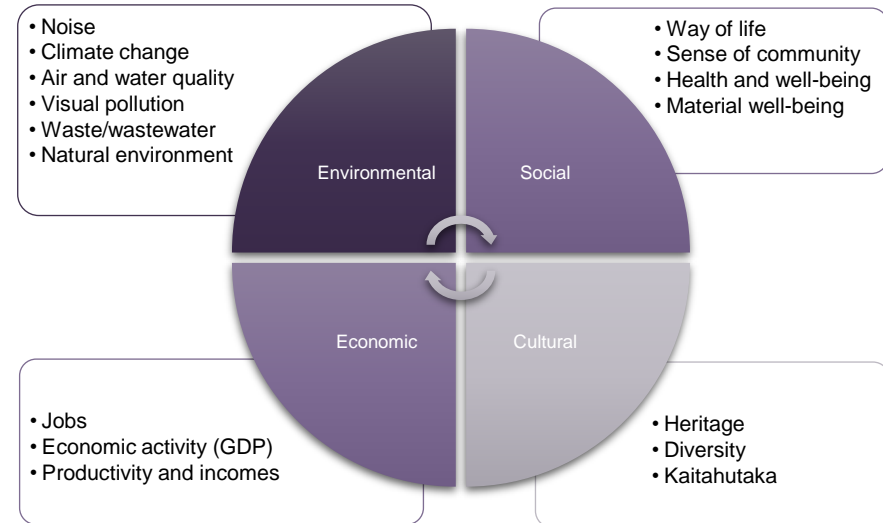 • Noise
• Climate change
• Air and water quality
• Visual pollution
• Waste/wastewater
• Natural environment
• Way of life
• Sense of community
• Health and well-being
• Material well-being
Environmental
Social
Economic
Cultural
• Jobs
• Economic activity (GDP)
• Productivity and incomes
• Heritage
• Diversity
• Kaitahutaka